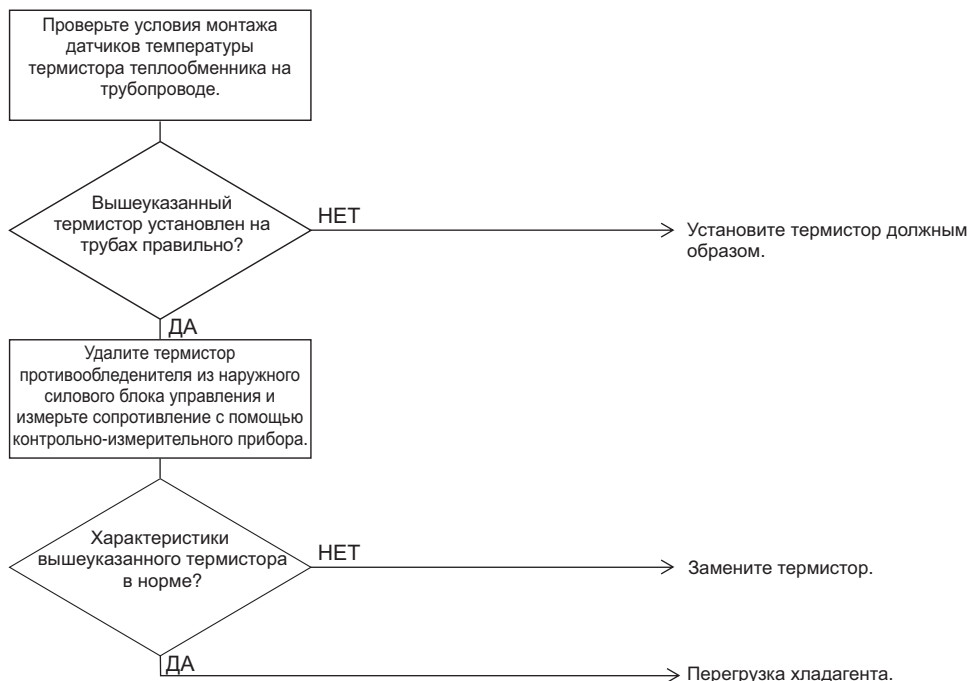 Проверьте условия монтажа
датчиков температуры
термистора теплообменника на
трубопроводе.
Вышеуказанный
термистор установлен на
трубах правильно?
НЕТ
Установите термистор должным
образом.
ДА
Удалите термистор
противообледенителя из наружного
силового блока управления и
измерьте сопротивление с помощью
контрольно-измерительного прибора.
Характеристики
вышеуказанного термистора
в норме?
НЕТ
Замените термистор.
ДА
Перегрузка хладагента.